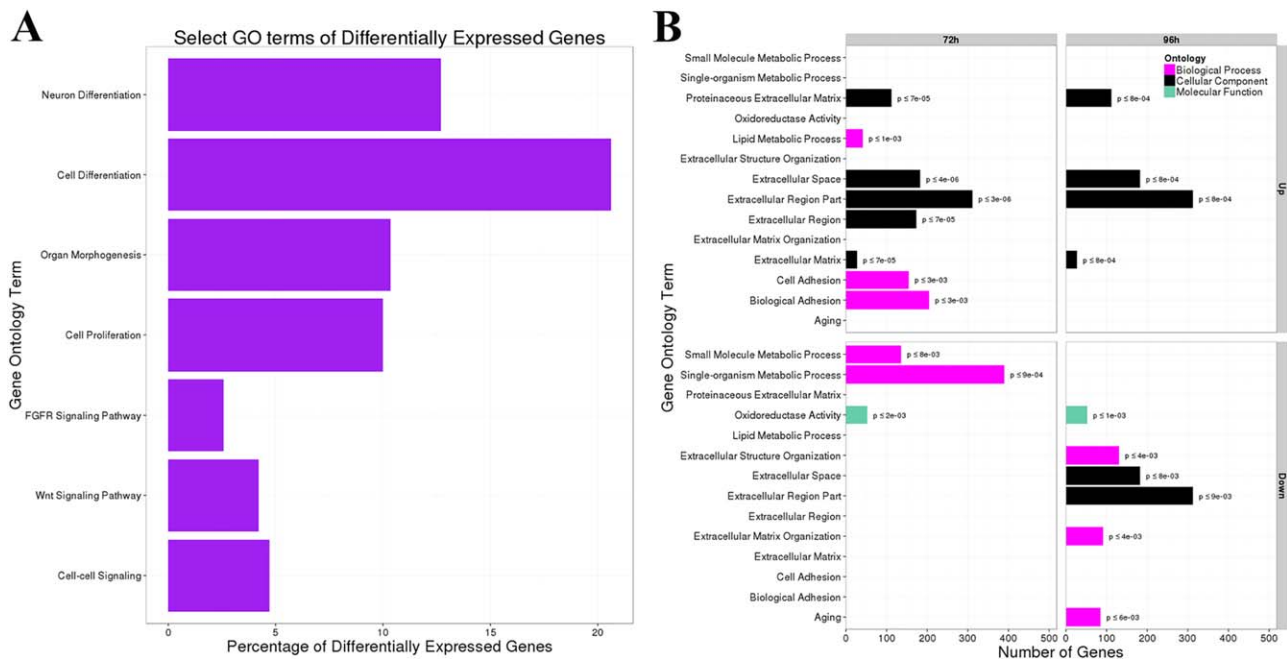 A
Select GO terms of Differentially Expressed Genes
Gene Ontology Term
Neuron Differentiation
Cell Differentiation
Organ Morphogenesis
Cell Proliferation
FGFR Signaling Pathway
Wnt Signaling Pathway
Cell-cell Signaling
0 5 10 15 20
Percentage of Differentially Expressed Genes
B
72h 96h
Ontology
Biological Process
Cellular Component
Molecular Function
Gene Ontology Term
Small Molecule Metabolic Process
Single-organism Metabolic Process
Proteinaceous Extracellular Matrix p ≤ 7e-05 p ≤ 8e-04
Oxidoreductase Activity
Lipid Metabolic Process p ≤ 1e-03
Extracellular Structure Organization
Extracellular Space p ≤ 4e-06 p ≤ 8e-04
Extracellular Region Part p ≤ 3e-06 p ≤ 8e-04
Extracellular Region p ≤ 7e-05
Extracellular Matrix Organization
Extracellular Matrix p ≤ 7e-05 p ≤ 8e-04
Cell Adhesion p ≤ 3e-03
Biological Adhesion p ≤ 3e-03
Aging
Up
Small Molecule Metabolic Process p ≤ 8e-03
Single-organism Metabolic Process p ≤ 9e-04
Proteinaceous Extracellular Matrix
Oxidoreductase Activity p ≤ 2e-03 p ≤ 1e-03
Lipid Metabolic Process
Extracellular Structure Organization p ≤ 4e-03
Extracellular Space p ≤ 8e-03
Extracellular Region Part p ≤ 9e-03
Extracellular Region
Extracellular Matrix Organization p ≤ 4e-03
Extracellular Matrix
Cell Adhesion
Biological Adhesion
Aging p ≤ 6e-03
Down
0 100 200 300 400 500 0 100 200 300 400 500
Number of Genes